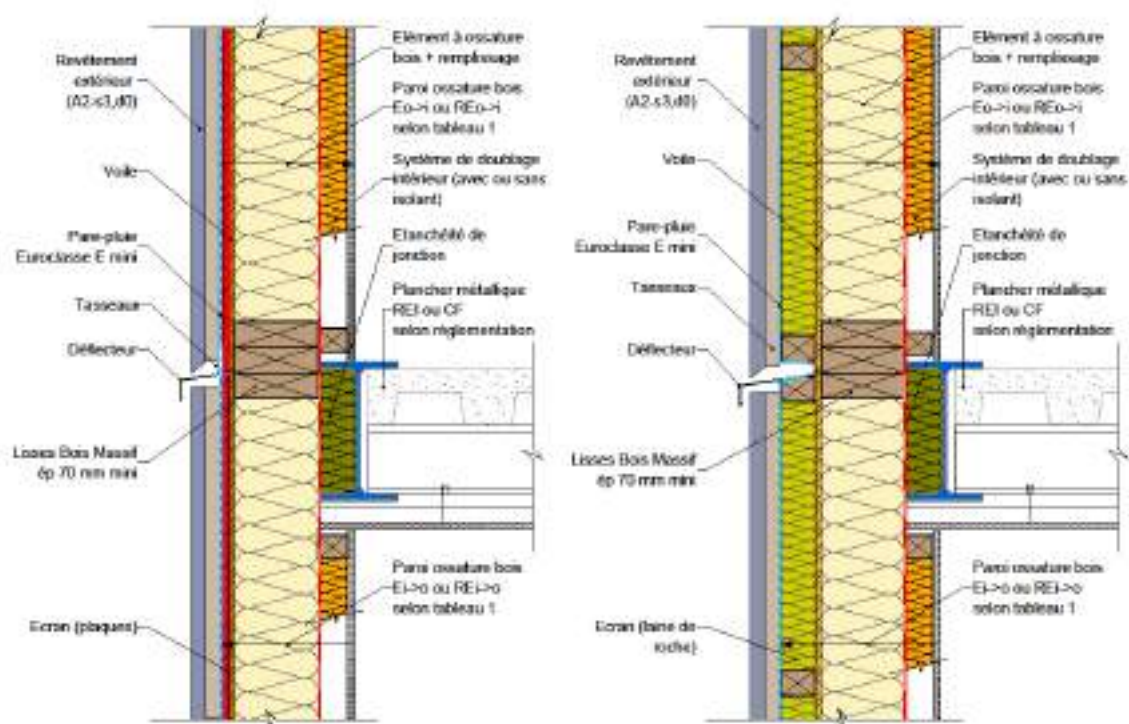 Revêtement
extérieur
(A2-s3,d0)
Voile
Pare-pluie
Euroclasse E mini
Tasseaux
Déflecteur
Lisses Bois Massif
ép 70 mm mini
Ecran (plaques)
Elément à ossature
bois + remplissage
Paroi ossature bois
Eo->i ou REo->i
selon tableau 1
Système de doublage
intérieur (avec ou sans
isolant)
Etanchéité de
jonction
Plancher métallique
REI ou CF
selon réglementation
Paroi ossature bois
Ei->o ou REi->o
selon tableau 1
Revêtement
extérieur
(A2-s3,d0)
Voile
Pare-pluie
Euroclasse E mini
Tasseaux
Déflecteur
Lisses Bois Massif
ép 70 mm mini
Ecran (laine de
roche)
Elément à ossature
bois + remplissage
Paroi ossature bois
Eo->i ou REo->i
selon tableau 1
Système de doublage
intérieur (avec ou sans
isolant)
Etanchéité de
jonction
Plancher métallique
REI ou CF
selon réglementation
Paroi ossature bois
Ei->o ou REi->o
selon tableau 1